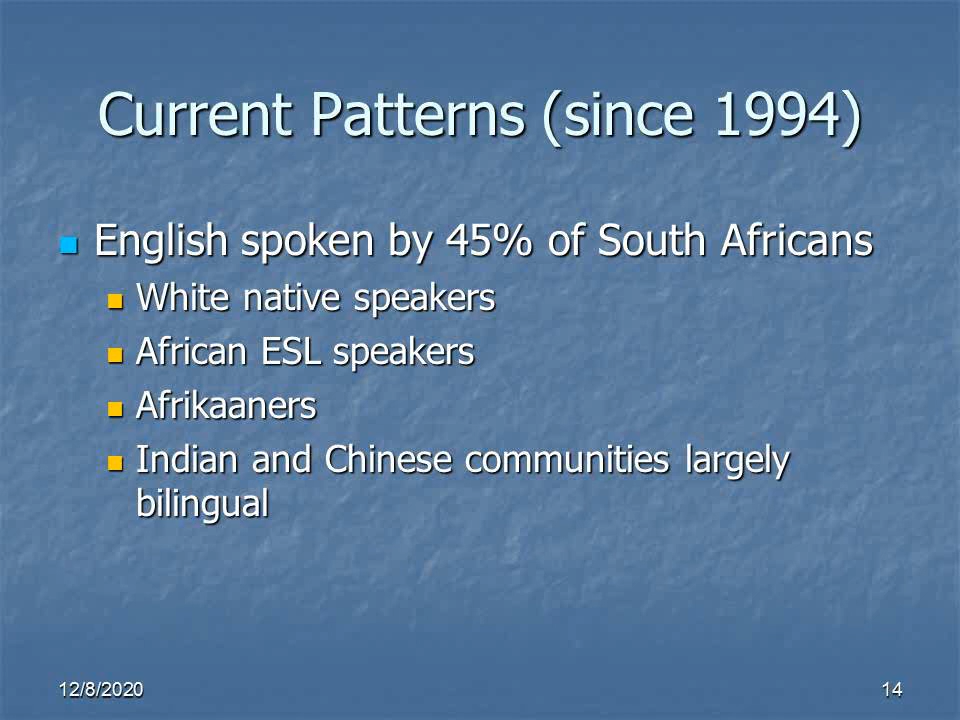 Current Patterns (since 1994)
English spoken by 45% of South Africans
White native speakers
African ESL speakers
Afrikaaners
Indian and Chinese communities largely
bilingual
12/8/2020
14